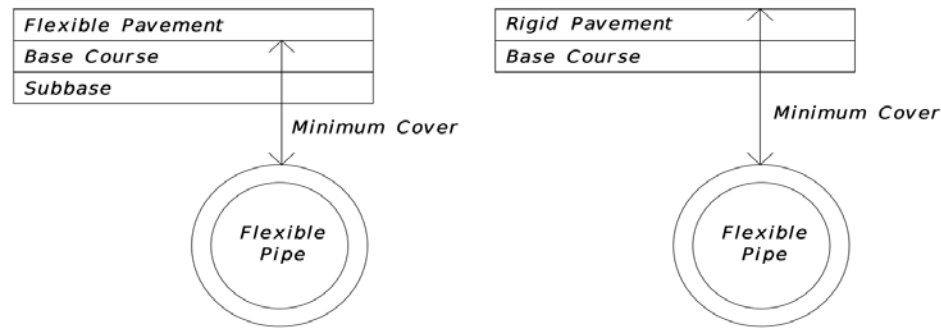 Flexible Pavement
Base Course
Subbase
Minimum Cover
Flexible
Pipe
Rigid Pavement
Base Course
Minimum Cover
Flexible
Pipe